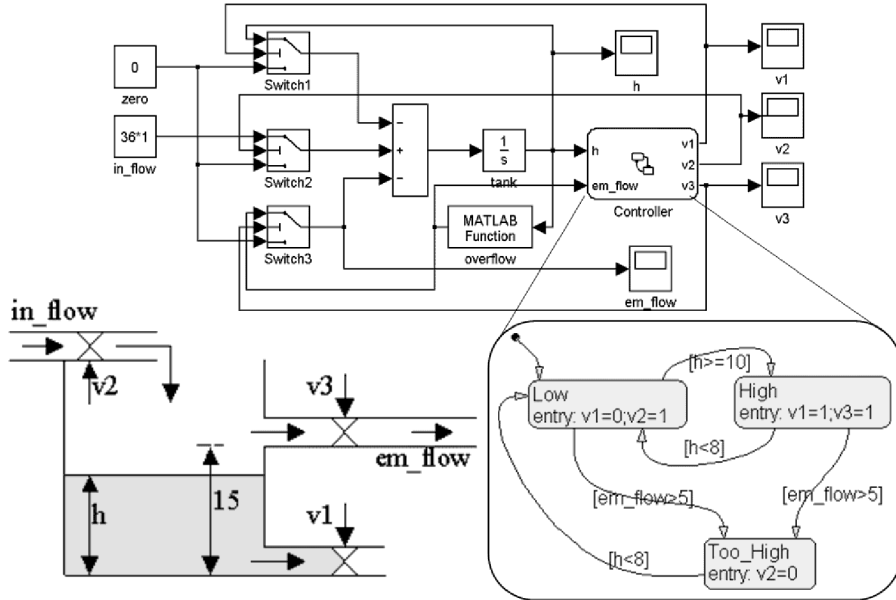 0
zero
36*1
in_flow
Switch1
Switch2
Switch3
−
+
−
1
s
tank
MATLAB
Function
overflow
h
em_flow
h
em_flow
v1
v2
v3
Controller
v1
v2
v3
in_flow
v2
v3
em_flow
h
15
v1
Low
entry: v1=0;v2=1
[h>=10]
High
entry: v1=1;v3=1
[h<8]
[em_flow>5]
[em_flow>5]
[h<8]
Too_High
entry: v2=0